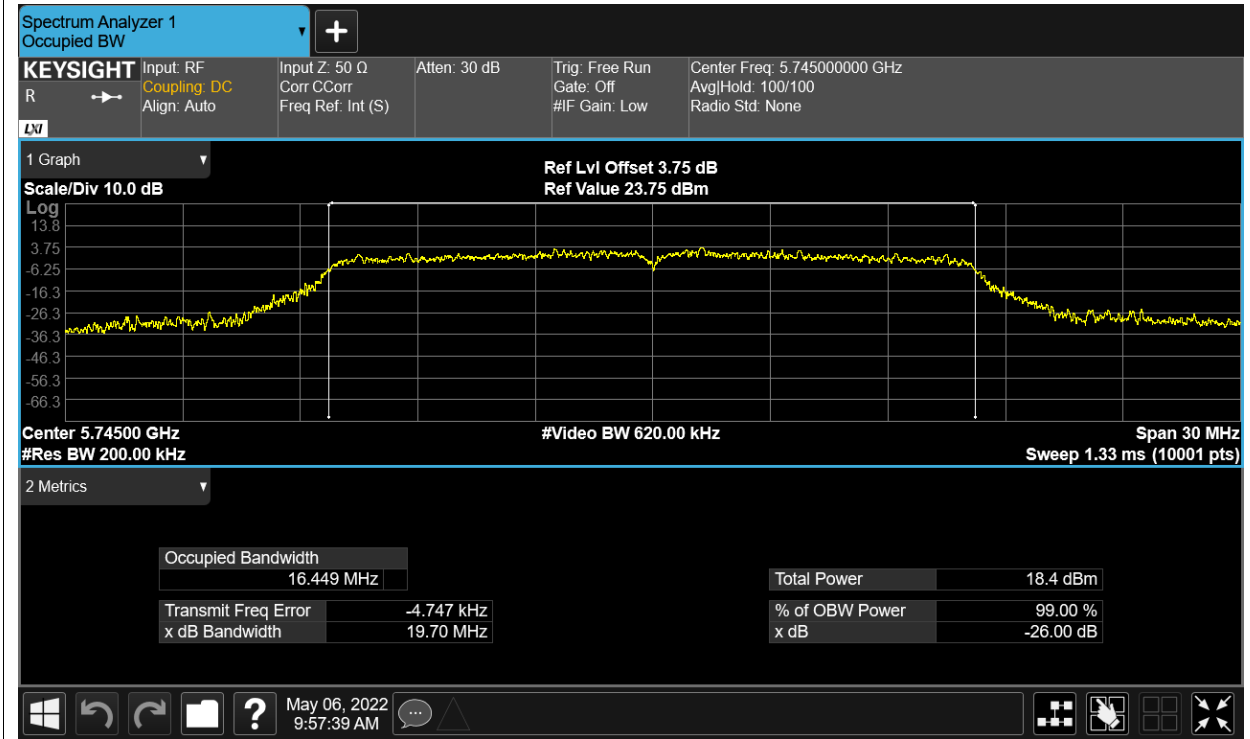 Spectrum Analyzer 1
Occupied BW
KEYSIGHT
R
LXI
Input: RF
Coupling: DC
Align: Auto
Input Z: 50 Ω
Corr CCorr
Freq Ref: Int (S)
Atten: 30 dB
Trig: Free Run
Gate: Off
#IF Gain: Low
Center Freq: 5.745000000 GHz
Avg|Hold: 100/100
Radio Std: None
1 Graph
Scale/Div 10.0 dB
Ref Lvl Offset 3.75 dB
Ref Value 23.75 dBm
Log
13.8
3.75
-6.25
-16.3
-26.3
-36.3
-46.3
-56.3
-66.3
Center 5.74500 GHz
#Video BW 620.00 kHz
Span 30 MHz
#Res BW 200.00 kHz
Sweep 1.33 ms (10001 pts)
2 Metrics
Occupied Bandwidth
16.449 MHz
Total Power 18.4 dBm
Transmit Freq Error -4.747 kHz
% of OBW Power 99.00 %
x dB Bandwidth 19.70 MHz
x dB -26.00 dB
?
May 06, 2022
9:57:39 AM